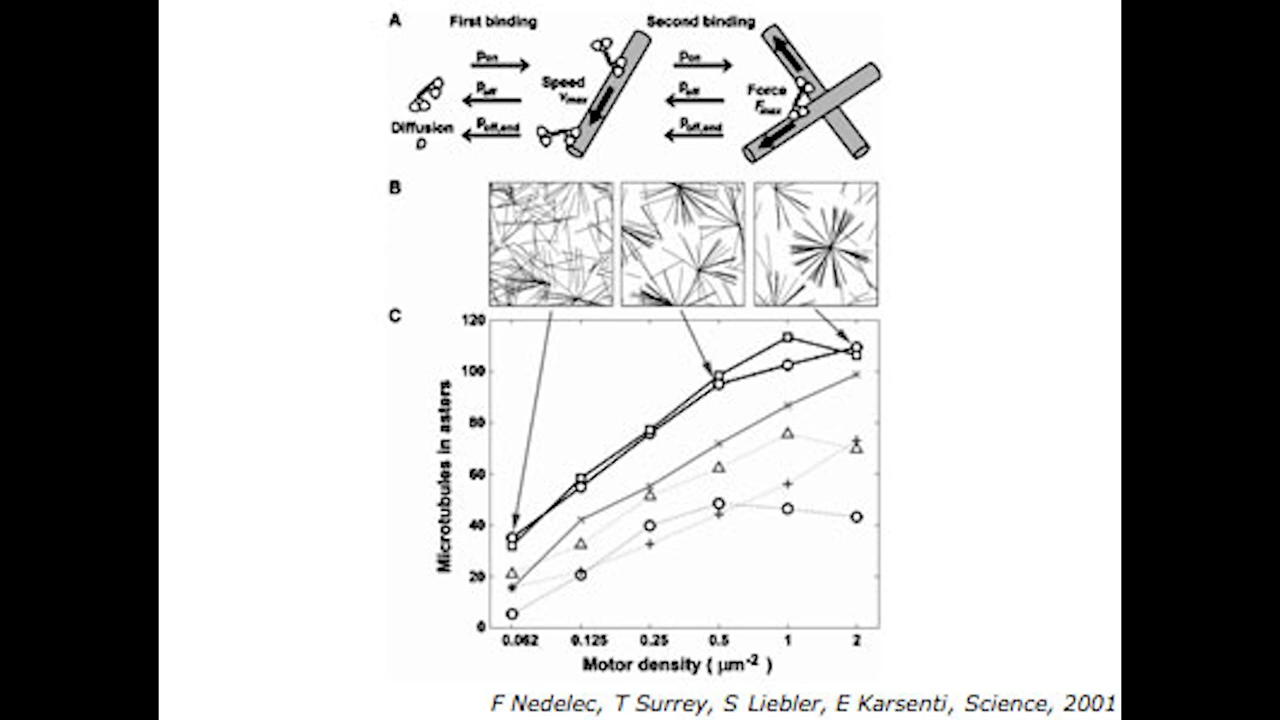 A
First binding
Second binding
Pon
Pon
Speed
vmax
Poff
Poff
Force
Fmax
Diffusion
D
Poff,end
Poff,end
B
C
120
100
80
60
40
20
0
Microtubules in asters
0.062 0.125 0.25 0.5 1 2
Motor density ( μm-2 )
F Nedelec, T Surrey, S Liebler, E Karsenti, Science, 2001